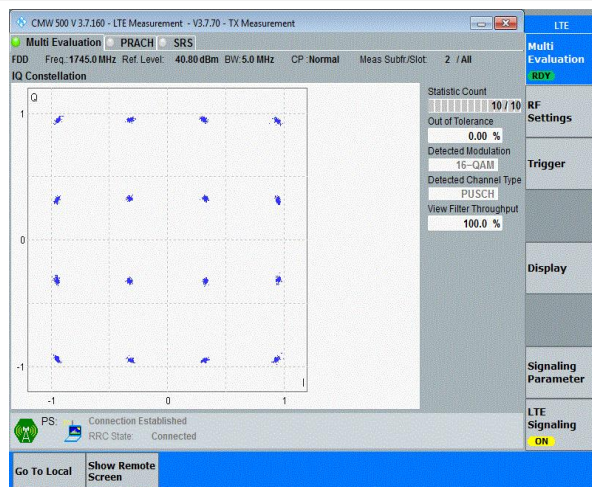 CMW 500 V 3.7.160 - LTE Measurement - V3.7.70 - TX Measurement
LTE
Multi Evaluation PRACH SRS
Multi
Evaluation
RDY
FDD Freq.: 1745.0 MHz Ref. Level: 40.80 dBm BW: 5.0 MHz CP :Normal Meas Subfr./Slot: 2 / All
IQ Constellation
Q
1
0
-1
-1 0 1
I
Statistic Count
10 / 10
Out of Tolerance
0.00 %
Detected Modulation
16-QAM
Detected Channel Type
PUSCH
View Filter Throughput
100.0 %
RF
Settings
Trigger
Display
Signaling
Parameter
LTE
Signaling
ON
PS: Connection Established
RRC State: Connected
Go To Local
Show Remote
Screen